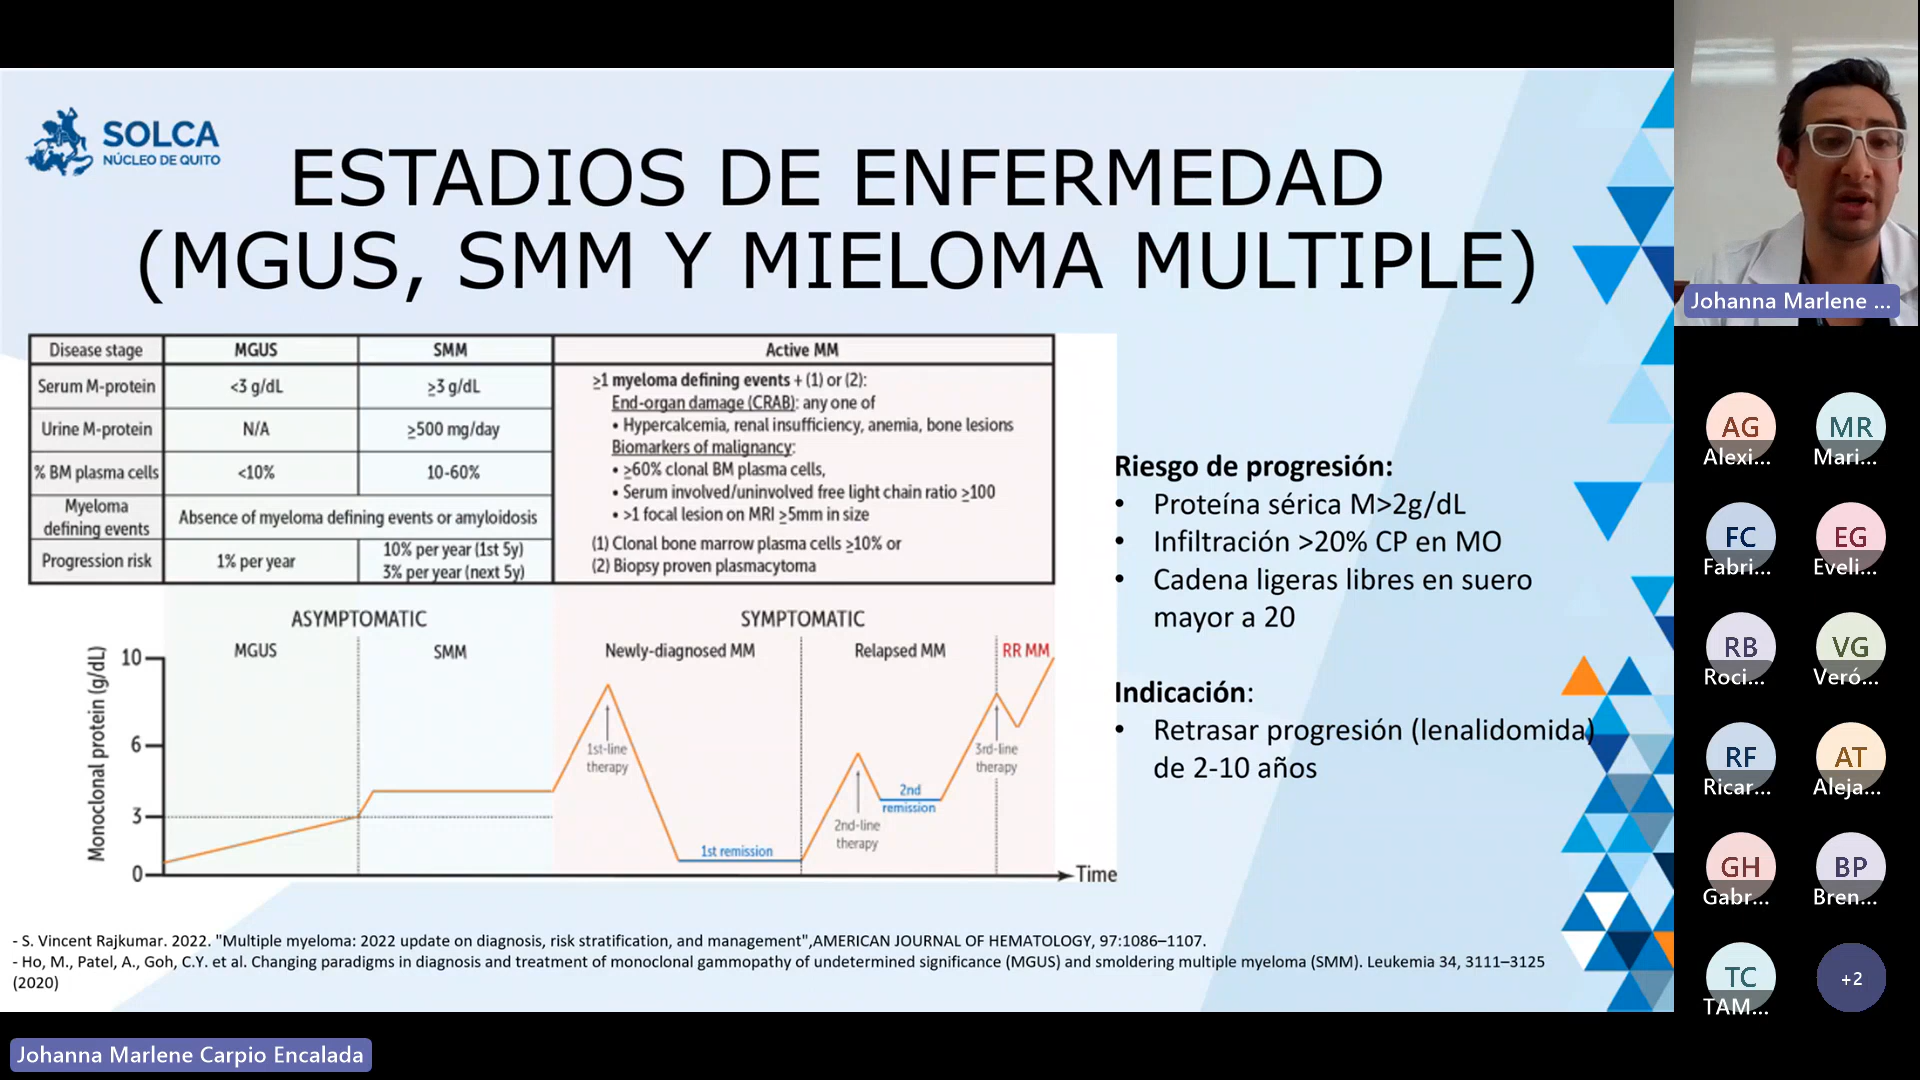 SOLCA
NÚCLEO DE QUITO
ESTADIOS DE ENFERMEDAD
(MGUS, SMM Y MIELOMA MULTIPLE)
Disease stage
MGUS
SMM
Active MM
Serum M-protein
<3 g/dL
≥3 g/dL
Urine M-protein
N/A
≥500 mg/day
% BM plasma cells
<10%
10-60%
Myeloma
defining events
Absence of myeloma defining events or amyloidosis
Progression risk
1% per year
10% per year (1st 5y)
3% per year (next 5y)
≥1 myeloma defining events + (1) or (2):
End-organ damage (CRAB): any one of
• Hypercalcemia, renal insufficiency, anemia, bone lesions
Biomarkers of malignancy:
• ≥60% clonal BM plasma cells,
• Serum involved/uninvolved free light chain ratio ≥100
• >1 focal lesion on MRI ≥5mm in size
(1) Clonal bone marrow plasma cells ≥10% or
(2) Biopsy proven plasmacytoma
ASYMPTOMATIC
SYMPTOMATIC
MGUS
SMM
Newly-diagnosed MM
Relapsed MM
RR MM
Monoclonal protein (g/dL)
10
6
3
0
1st-line
therapy
1st remission
2nd-line
therapy
2nd
remission
3rd-line
therapy
Time
Riesgo de progresión:
• Proteína sérica M>2g/dL
• Infiltración >20% CP en MO
• Cadena ligeras libres en suero
mayor a 20
Indicación:
• Retrasar progresión (lenalidomida)
de 2-10 años
- S. Vincent Rajkumar. 2022. "Multiple myeloma: 2022 update on diagnosis, risk stratification, and management",AMERICAN JOURNAL OF HEMATOLOGY, 97:1086–1107.
- Ho, M., Patel, A., Goh, C.Y. et al. Changing paradigms in diagnosis and treatment of monoclonal gammopathy of undetermined significance (MGUS) and smoldering multiple myeloma (SMM). Leukemia 34, 3111–3125
(2020)
Johanna Marlene Carpio Encalada
Johanna Marlene ...
AG
Alexi...
MR
Mari...
FC
Fabri...
EG
Eveli...
RB
Roci...
VG
Veró...
RF
Ricar...
AT
Aleja...
GH
Gabr...
BP
Bren...
TC
TAM...
+2